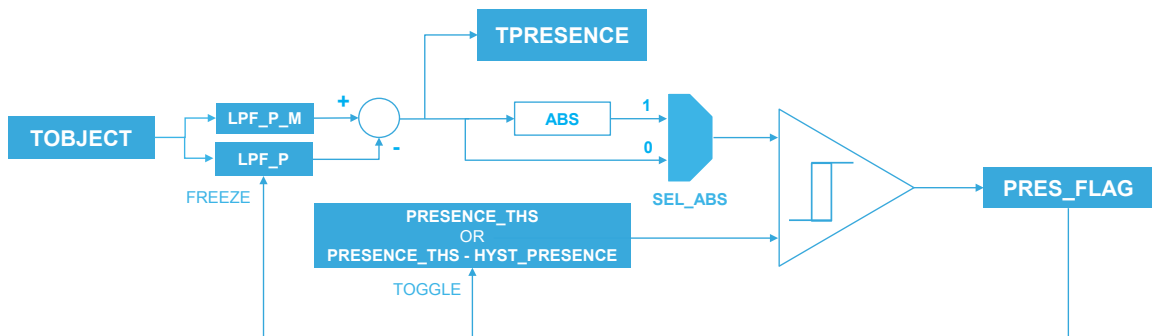 TPRESENCE
+
LPF_P_M
1
ABS
TOBJECT
-
0
LPF_P
FREEZE
SEL_ABS
PRES_FLAG
PRESENCE_THS
OR
PRESENCE_THS - HYST_PRESENCE
TOGGLE